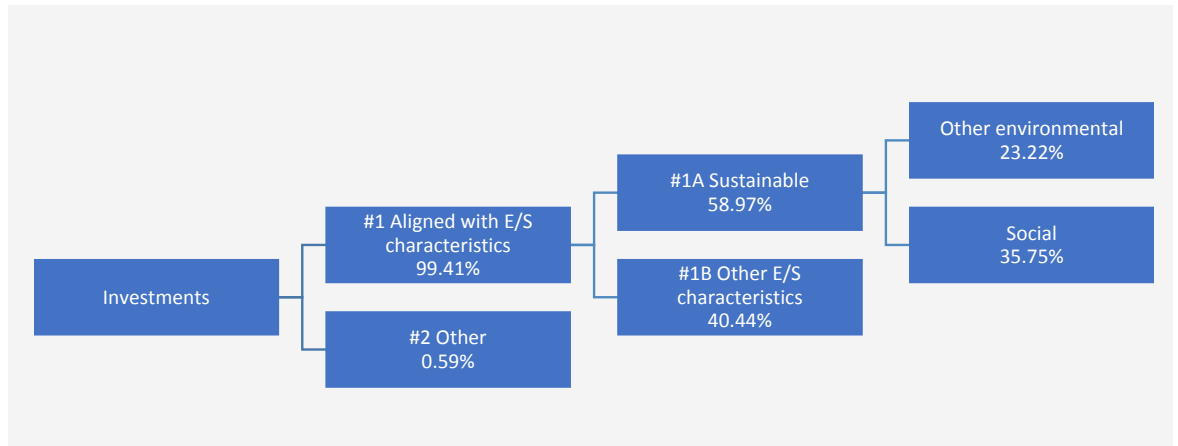 Investments
#1 Aligned with E/S
characteristics
99.41%
#2 Other
0.59%
#1A Sustainable
58.97%
#1B Other E/S
characteristics
40.44%
Other environmental
23.22%
Social
35.75%